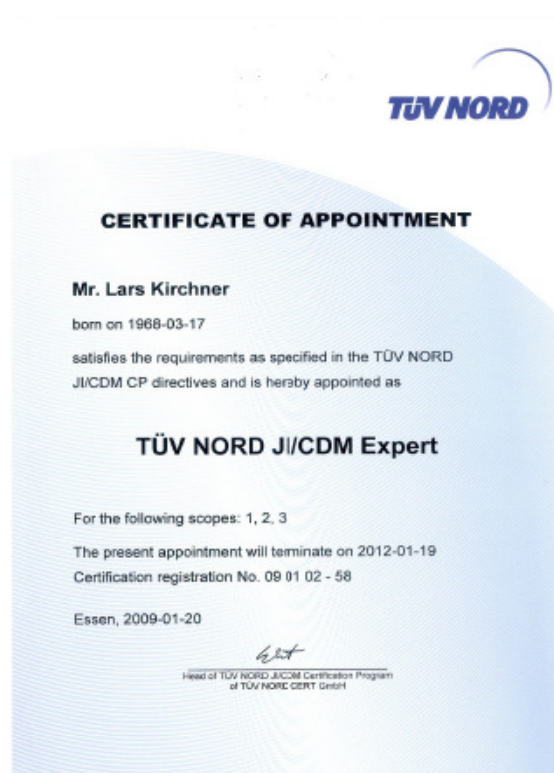 TÜV NORD
CERTIFICATE OF APPOINTMENT
Mr. Lars Kirchner
born on 1968-03-17
satisfies the requirements as specified in the TÜV NORD
JI/CDM CP directives and is hereby appointed as
TÜV NORD JI/CDM Expert
For the following scopes: 1, 2, 3
The present appointment will terminate on 2012-01-19
Certification registration No. 09 01 02 - 58
Essen, 2009-01-20
Head of TÜV NORD JI/CDM Certification Program
of TÜV NORD CERT GmbH